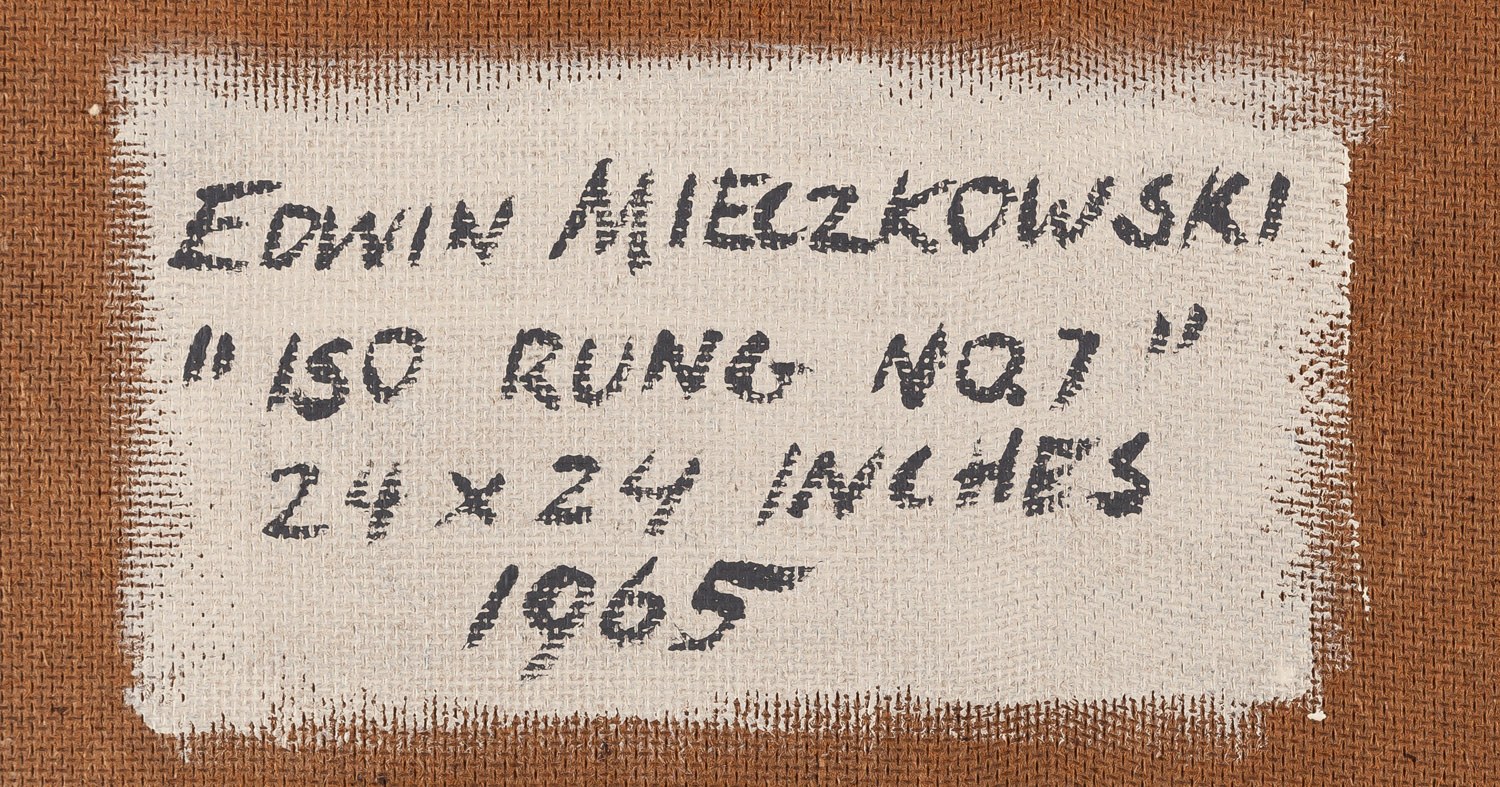 EDWIN MIECZKOWSKI
"ISO RUNG NO.7"
24 x 24 INCHES
1965